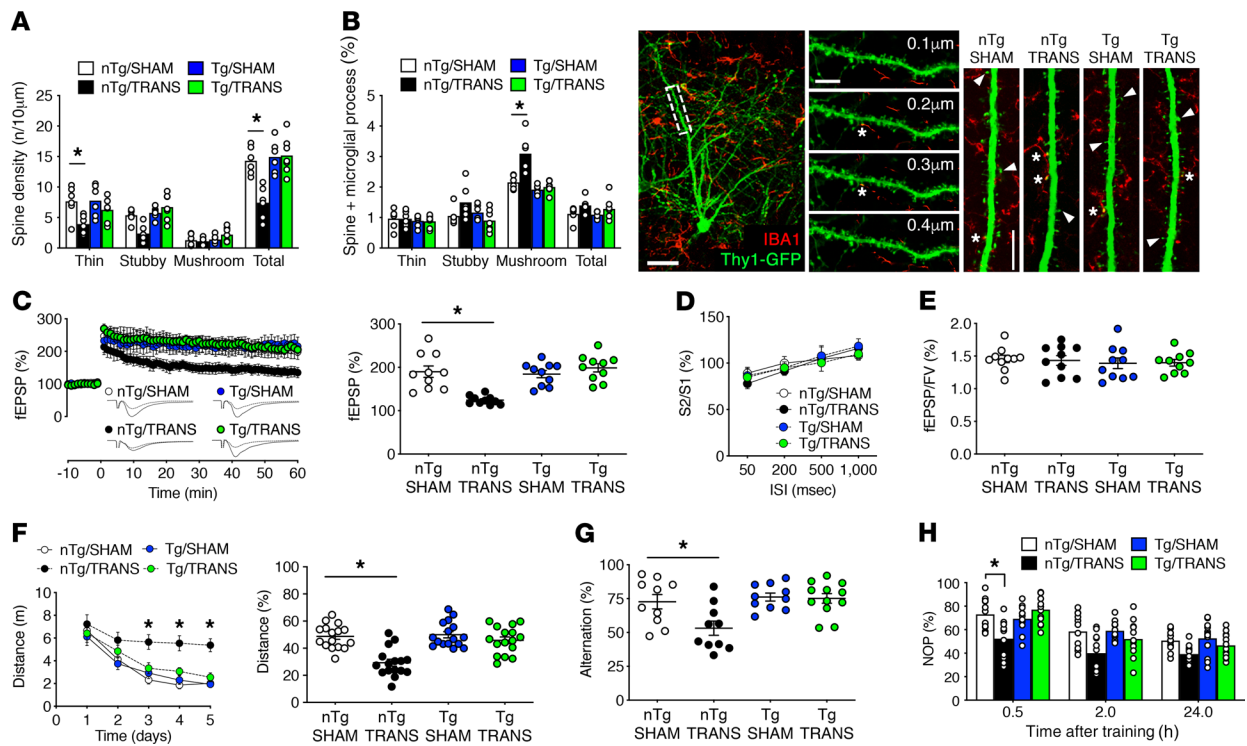 A
nTg/SHAM
Tg/SHAM
nTg/TRANS
Tg/TRANS
Spine density (n/10μm)
25
20
15
10
5
0
*
*
Thin
Stubby
Mushroom
Total
B
nTg/SHAM
Tg/SHAM
nTg/TRANS
Tg/TRANS
Spine + microglial process (%)
5
4
3
2
1
0
*
Thin
Stubby
Mushroom
Total
IBA1
Thy1-GFP
0.1μm
0.2μm
*
0.3μm
*
0.4μm
nTg SHAM
nTg TRANS
Tg SHAM
Tg TRANS
*
*
*
*
*
C
fEPSP (%)
300
200
100
0
nTg/SHAM
Tg/SHAM
nTg/TRANS
Tg/TRANS
-10 0 10 20 30 40 50 60
Time (min)
fEPSP (%)
300
200
100
0
*
nTg SHAM
nTg TRANS
Tg SHAM
Tg TRANS
D
S2/S1 (%)
150
100
50
0
nTg/SHAM
nTg/TRANS
Tg/SHAM
Tg/TRANS
50 200 500 1,000
ISI (msec)
E
fEPSP/FV (%)
2.0
1.5
1.0
0.5
0.0
nTg SHAM
nTg TRANS
Tg SHAM
Tg TRANS
F
nTg/SHAM
Tg/SHAM
nTg/TRANS
Tg/TRANS
Distance (m)
10
8
6
4
2
0
* * *
0 1 2 3 4 5
Time (days)
Distance (%)
100
80
60
40
20
0
*
nTg SHAM
nTg TRANS
Tg SHAM
Tg TRANS
G
Alternation (%)
100
75
50
25
0
*
nTg SHAM
nTg TRANS
Tg SHAM
Tg TRANS
H
nTg/SHAM
Tg/SHAM
nTg/TRANS
Tg/TRANS
NOP (%)
100
80
60
40
20
0
*
0.5 2.0 24.0
Time after training (h)